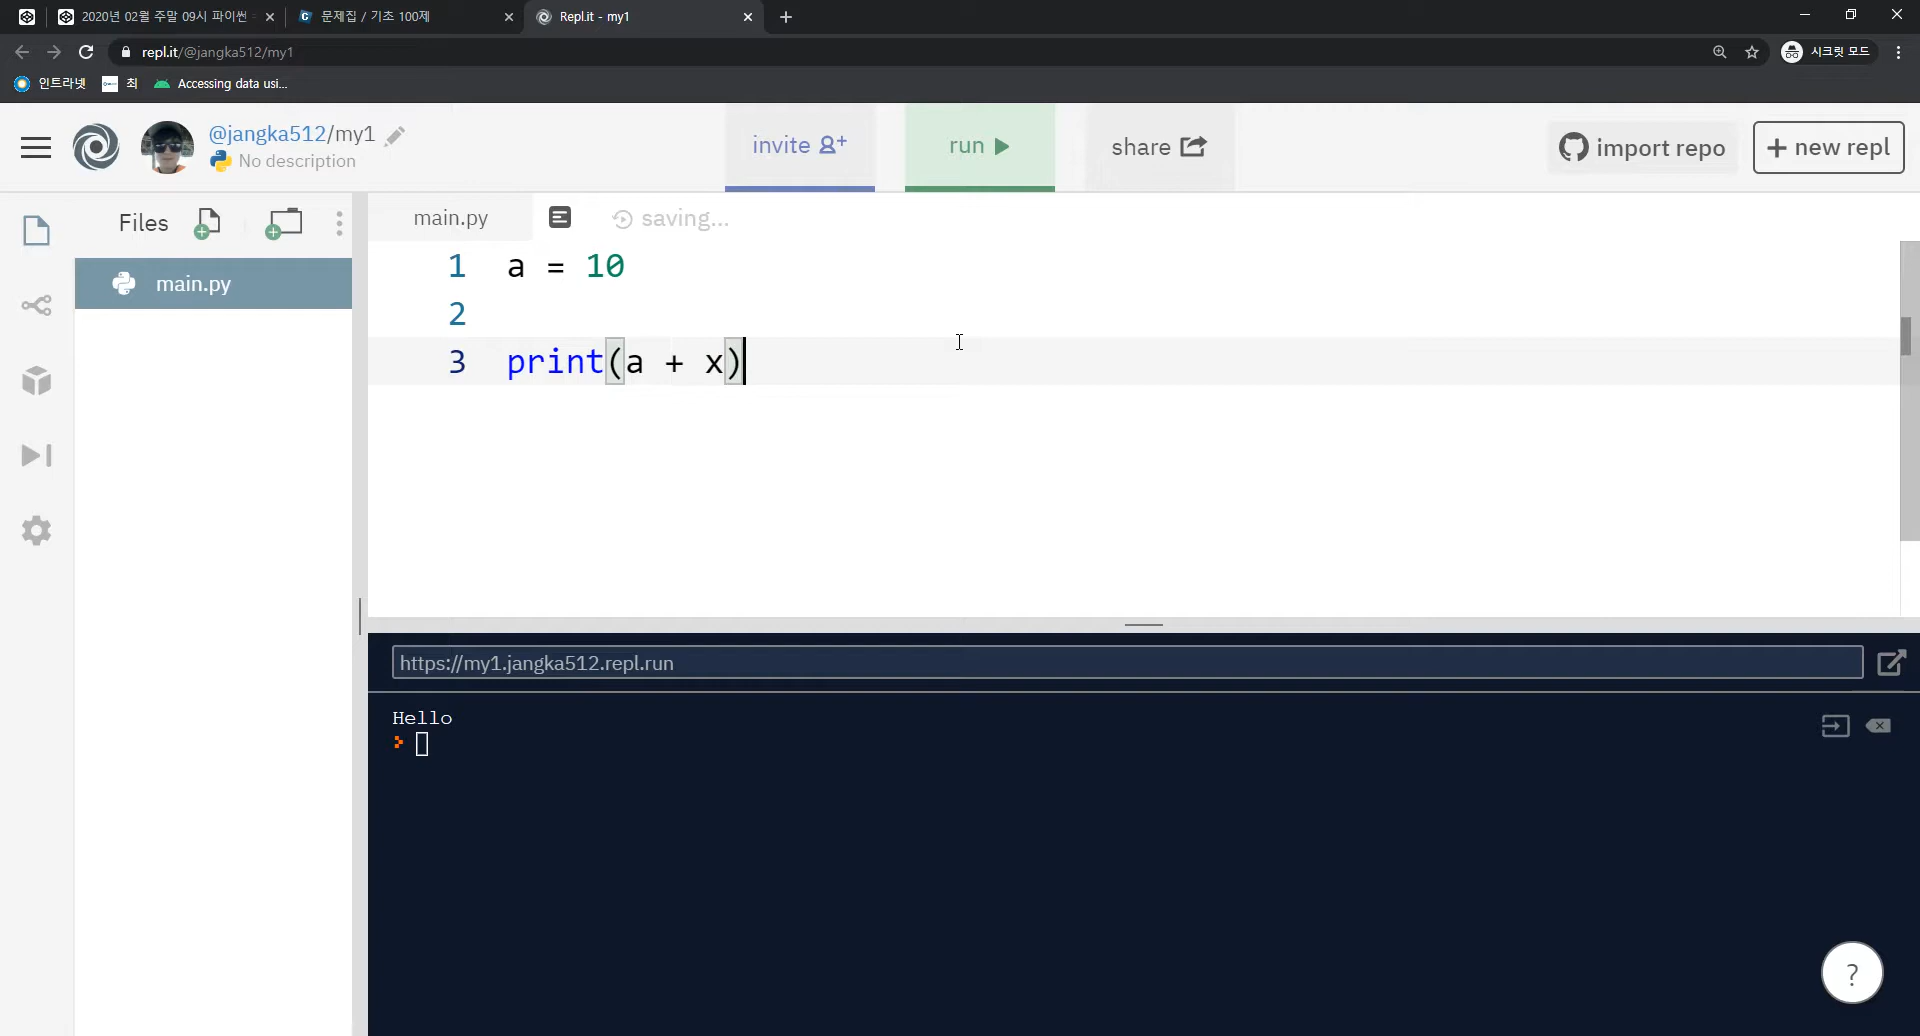 2020년 02월 주말 09시 파이썬
문제집 / 기초 100제
Repl.it - my1
repl.it/@jangka512/my1
시크릿 모드
인트라넷
최
Accessing data usi...
@jangka512/my1
No description
invite
run
share
import repo
+ new repl
Files
main.py
main.py
saving...
1 a = 10
2
3 print(a + x)
https://my1.jangka512.repl.run
Hello
?